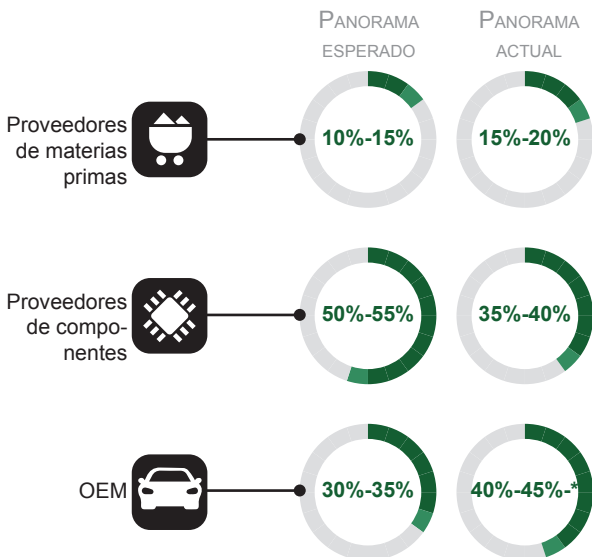 PANORAMA
ESPERADO
PANORAMA
ACTUAL
Proveedores
de materias
primas
10%-15%
15%-20%
Proveedores
de compo-
nentes
50%-55%
35%-40%
OEM
30%-35%
40%-45%-*